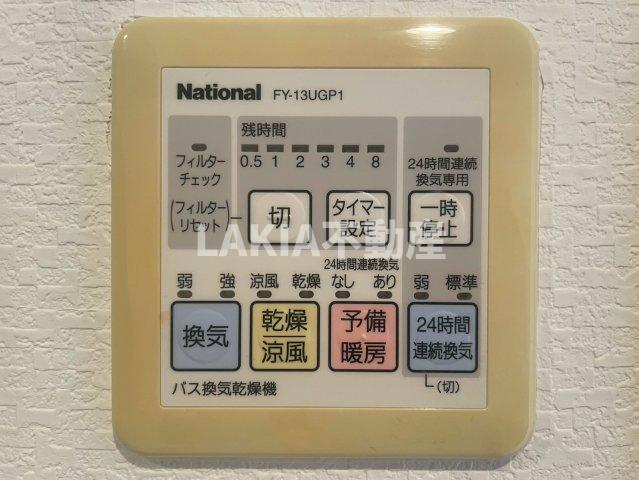 National FY-13UGP1
残時間
0.5 1 2 3 4 8
フィルター
チェック
24時間連続
換気専用
(フィルター
リセット)
切
タイマー
設定
一時
停止
LAKIA不動産
24時間連続換気
弱 強 涼風 乾燥 なし あり 弱 標準
換気
乾燥
涼風
予備
暖房
24時間
連続換気
(切)
バス換気乾燥機